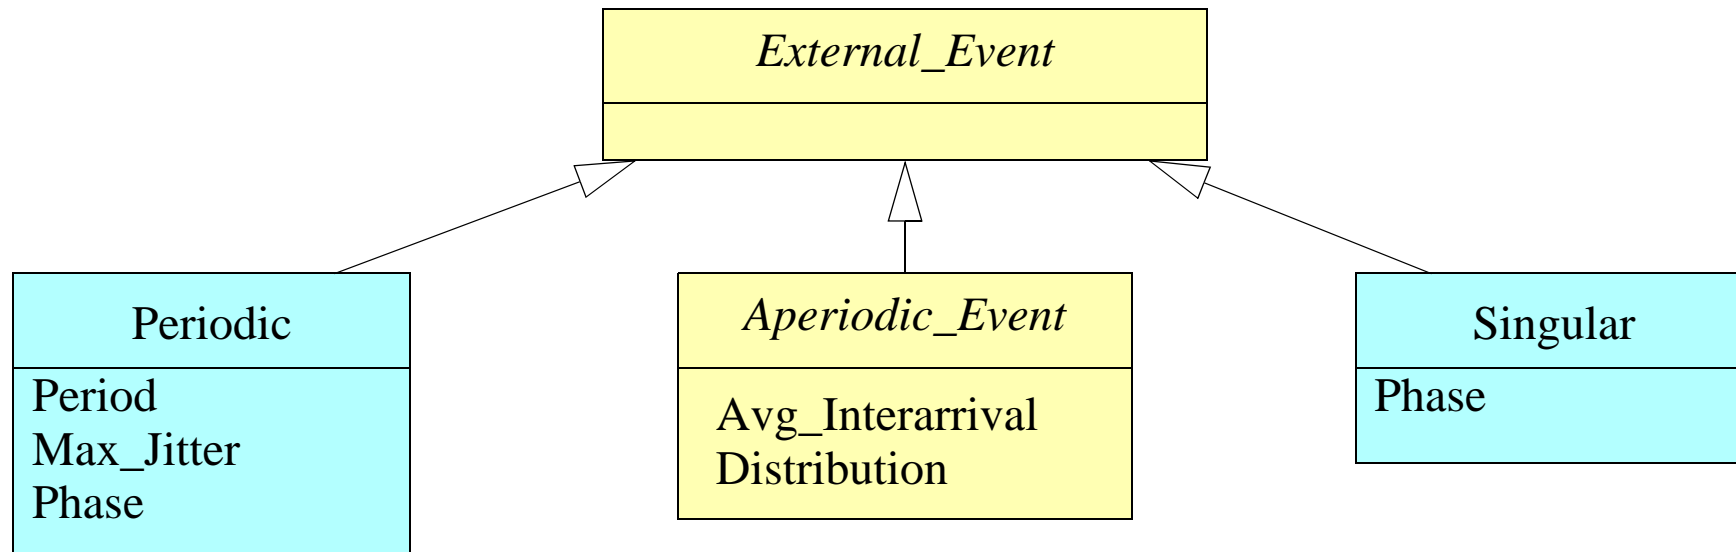 External_Event
Periodic
Period
Max_Jitter
Phase
Aperiodic_Event
Avg_Interarrival
Distribution
Singular
Phase